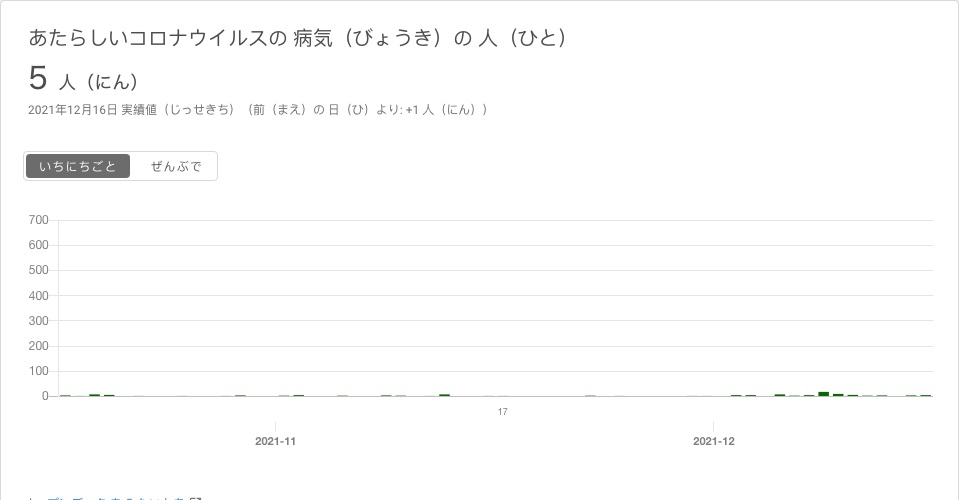 あたらしいコロナウイルスの 病気（びょうき）の 人（ひと）
5 人（にん）
2021年12月16日 実績値（じっせきち）（前（まえ）の 日（ひ）より: +1 人（にん））
いちにちごと ぜんぶで
700
600
500
400
300
200
100
0
17
2021-11 2021-12